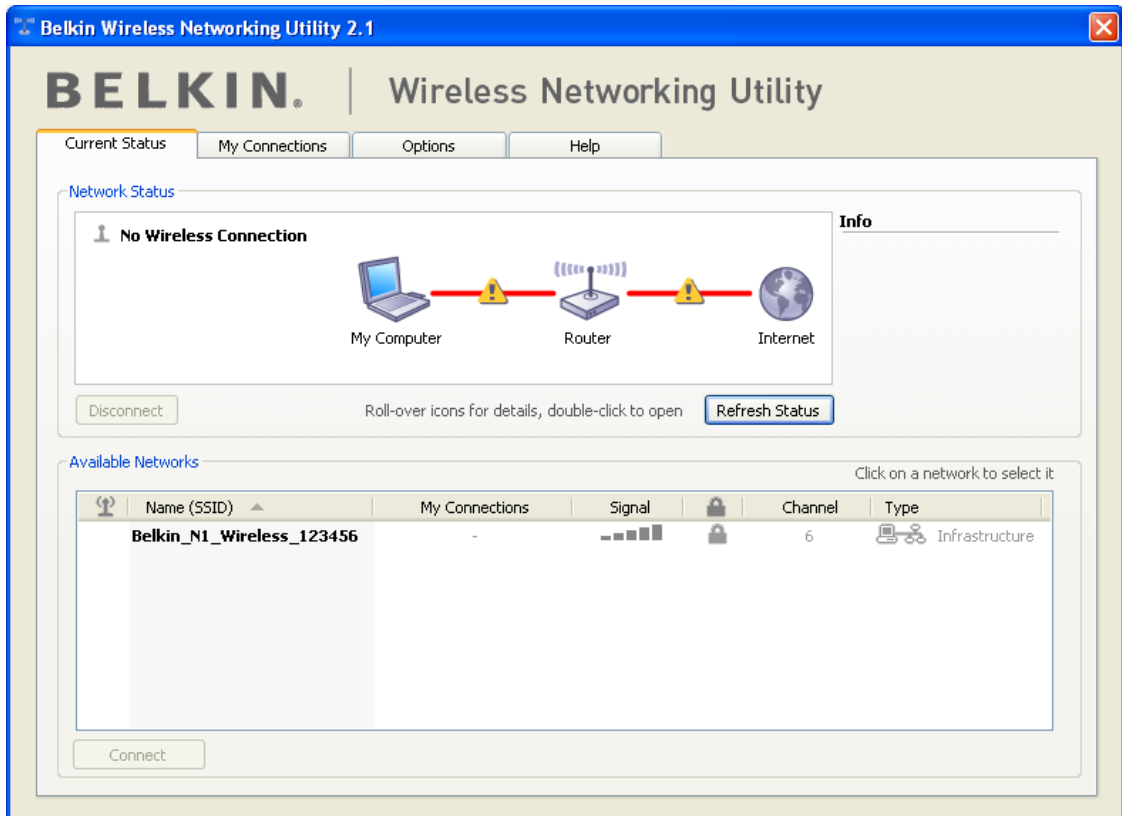 Belkin Wireless Networking Utility 2.1
BELKIN® Wireless Networking Utility
Current Status My Connections Options Help
Network Status
No Wireless Connection
Info
My Computer Router Internet
Disconnect Roll-over icons for details, double-click to open Refresh Status
Available Networks
Click on a network to select it
Name (SSID) My Connections Signal Channel Type
Belkin_N1_Wireless_123456 - 6 Infrastructure
Connect